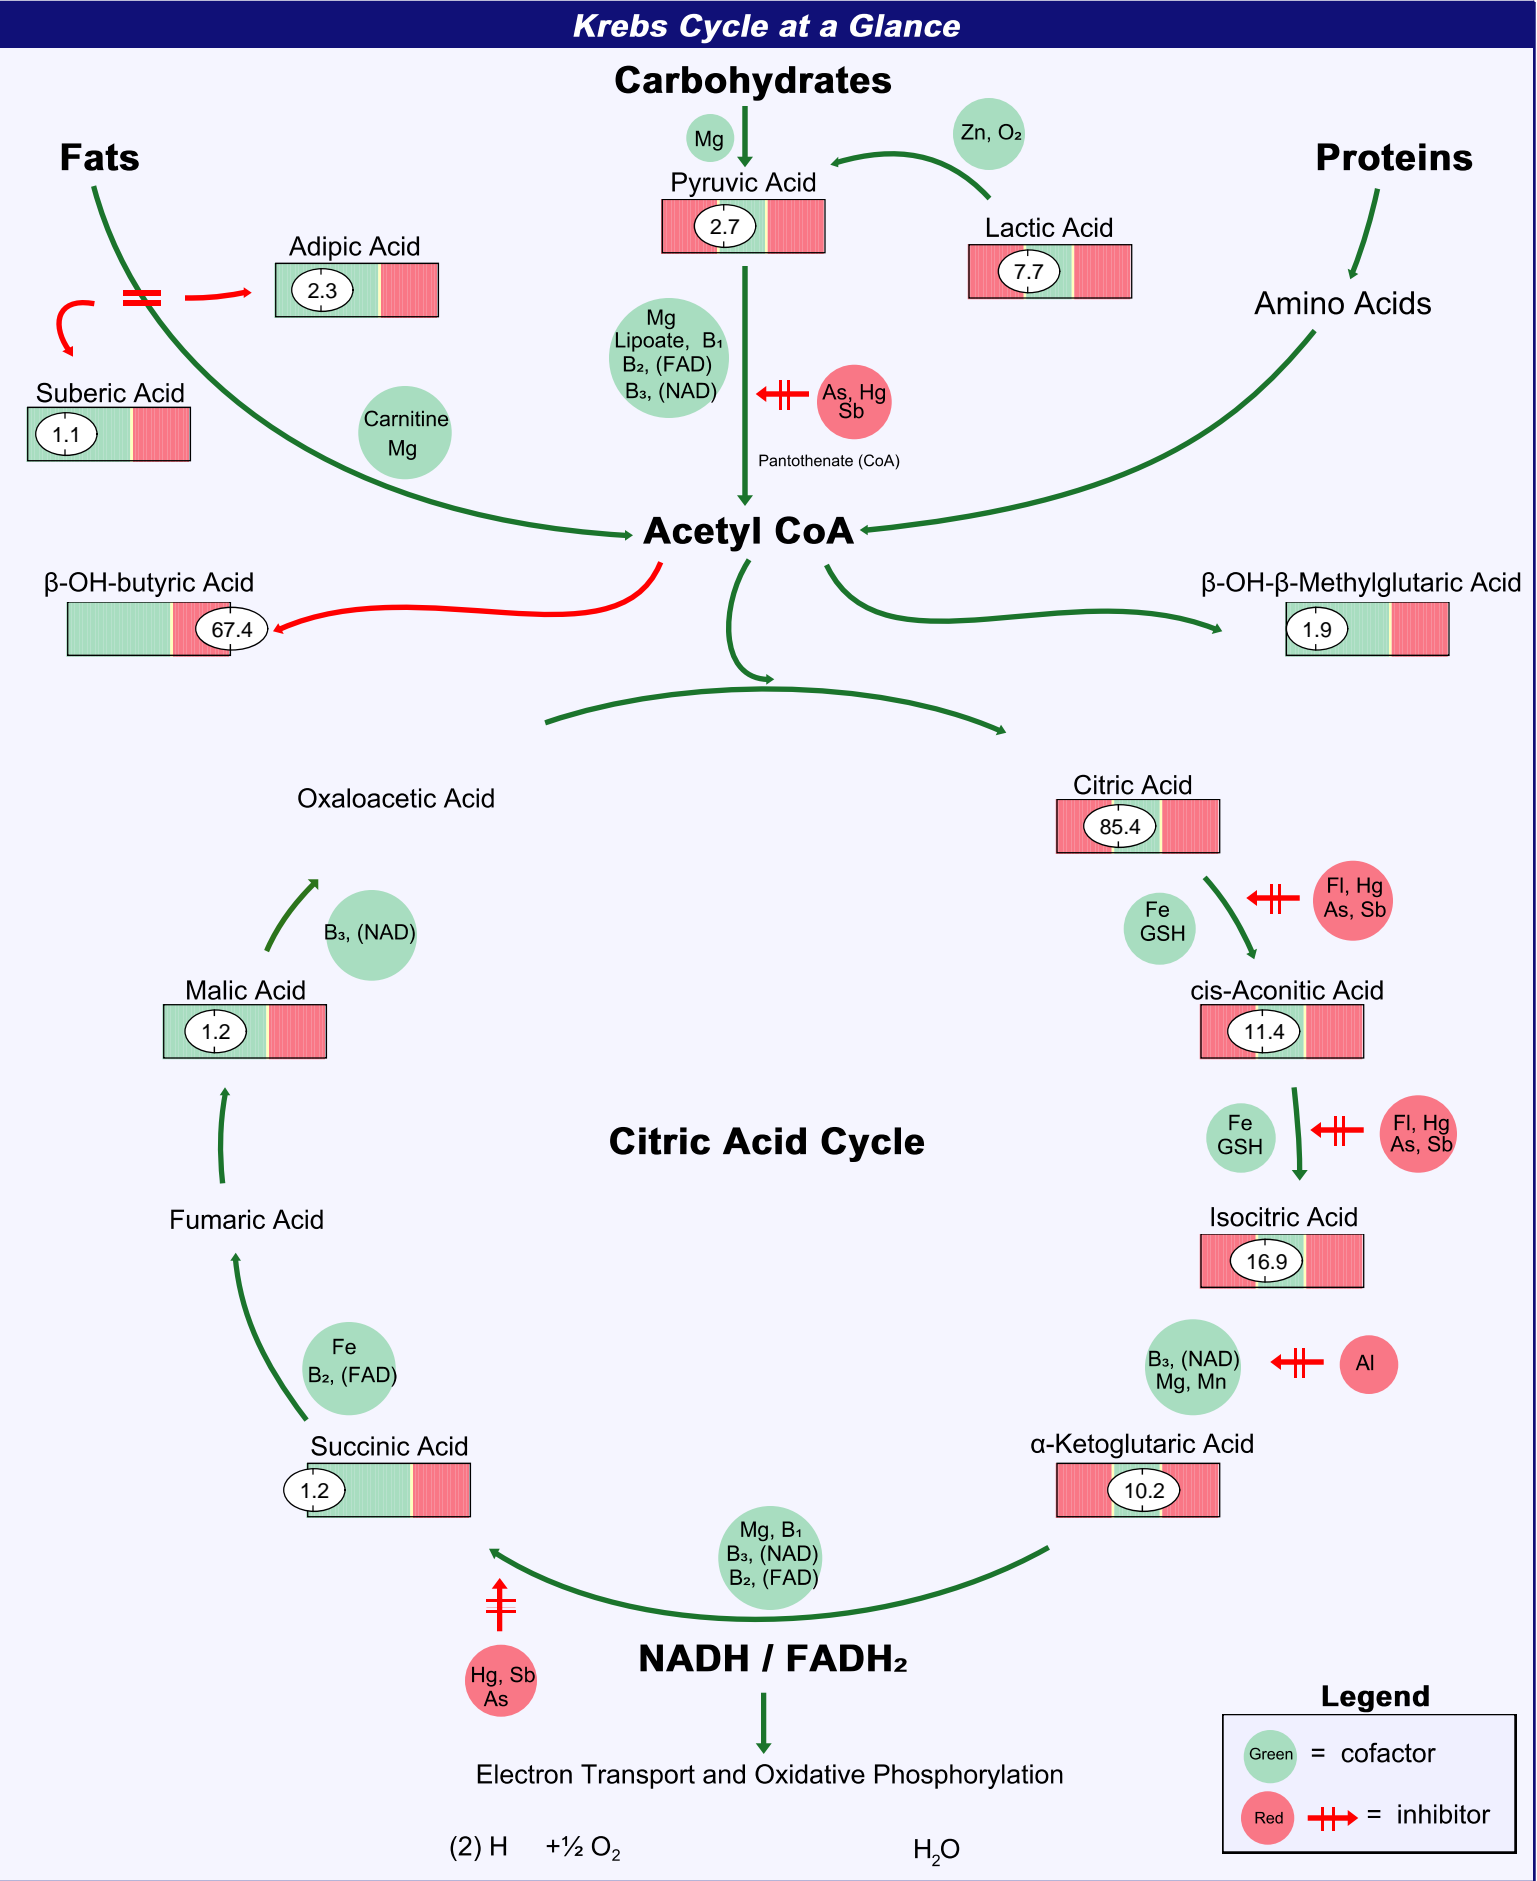 Krebs Cycle at a Glance
Carbohydrates
Mg
Zn, O₂
Fats
Proteins
Pyruvic Acid
2.7
Lactic Acid
7.7
Adipic Acid
2.3
Amino Acids
Mg
Lipoate, B₁
B₂, (FAD)
B₃, (NAD)
As, Hg
Sb
Suberic Acid
1.1
Carnitine
Mg
Pantothenate (CoA)
Acetyl CoA
β-OH-butyric Acid
67.4
β-OH-β-Methylglutaric Acid
1.9
Oxaloacetic Acid
Citric Acid
85.4
Fl, Hg
As, Sb
Fe
GSH
B₃, (NAD)
Malic Acid
1.2
cis-Aconitic Acid
11.4
Citric Acid Cycle
Fe
GSH
Fl, Hg
As, Sb
Fumaric Acid
Isocitric Acid
16.9
Fe
B₂, (FAD)
B₃, (NAD)
Mg, Mn
Al
Succinic Acid
1.2
α-Ketoglutaric Acid
10.2
Mg, B₁
B₃, (NAD)
B₂, (FAD)
Hg, Sb
As
NADH / FADH₂
Electron Transport and Oxidative Phosphorylation
(2) H +½ O₂ H₂O
Legend
Green = cofactor
Red = inhibitor